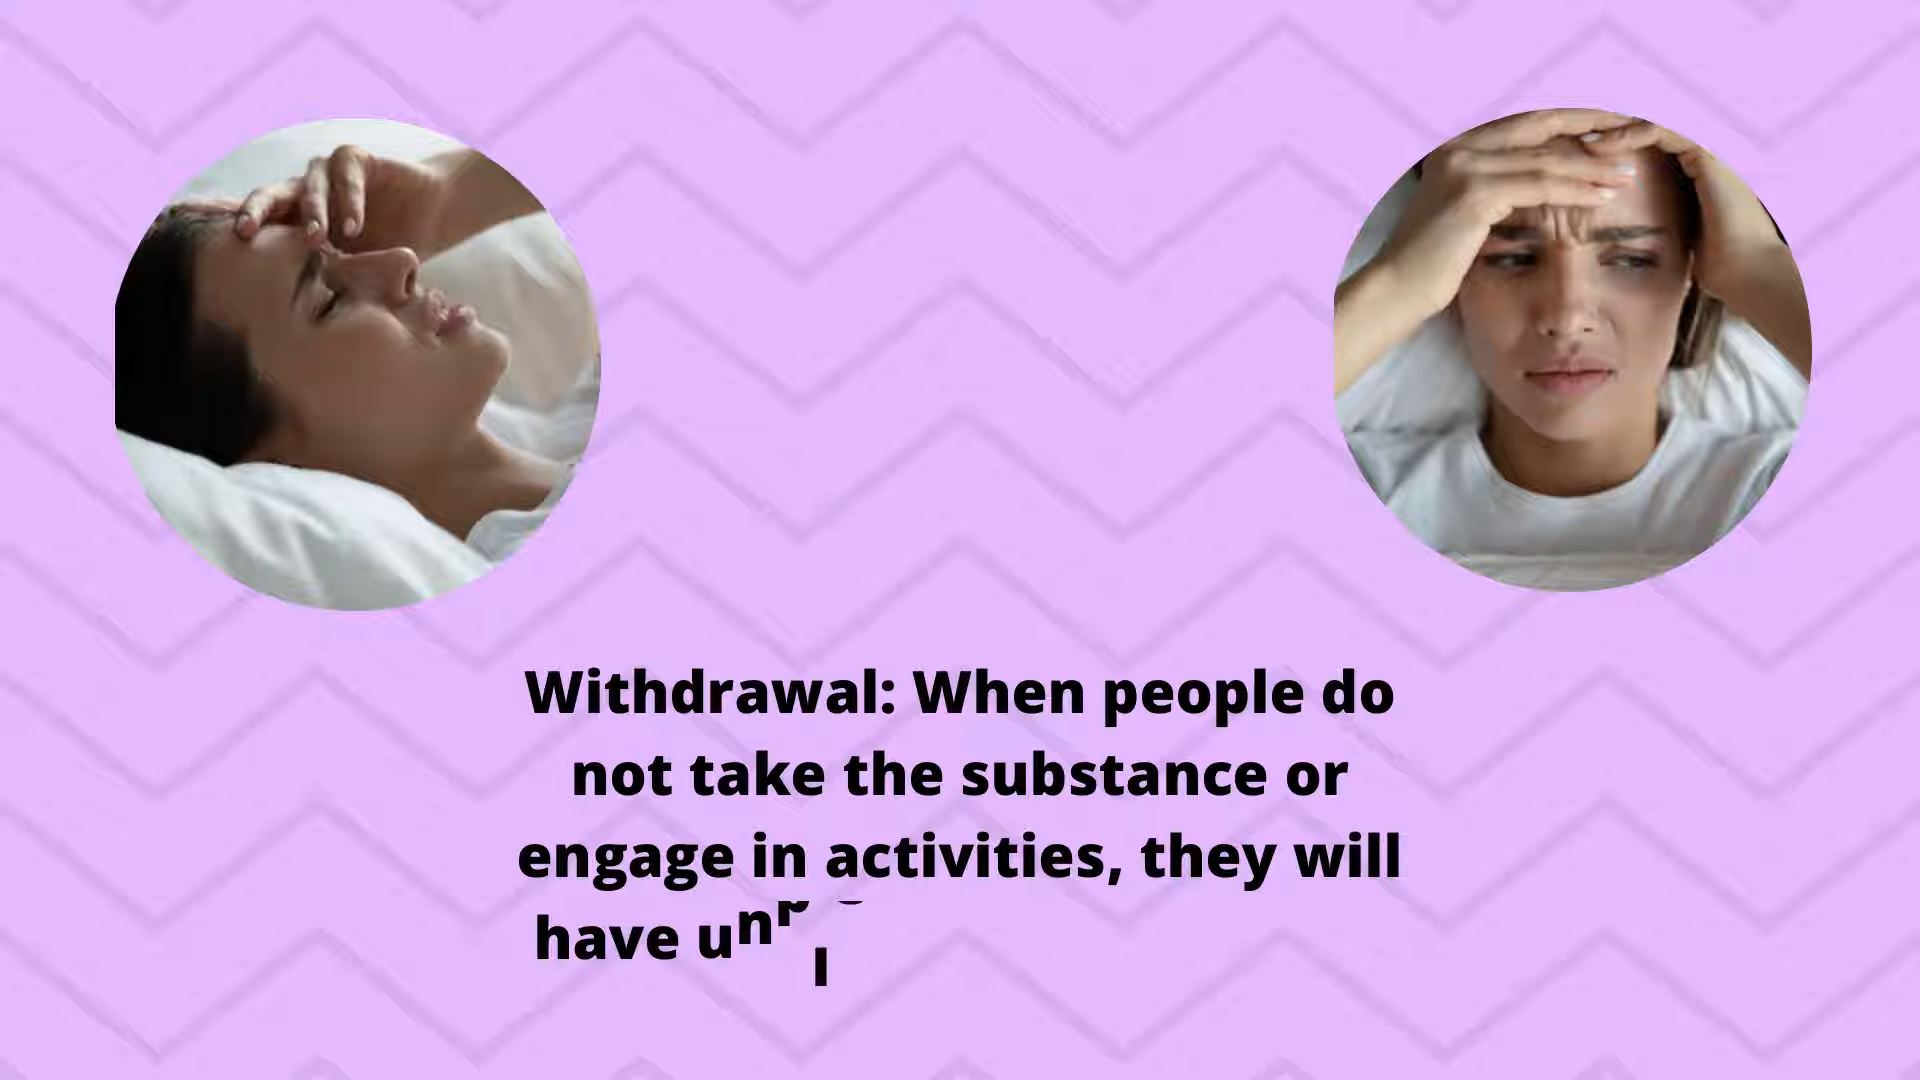 Withdrawal: When people do
not take the substance or
engage in activities, they will
have